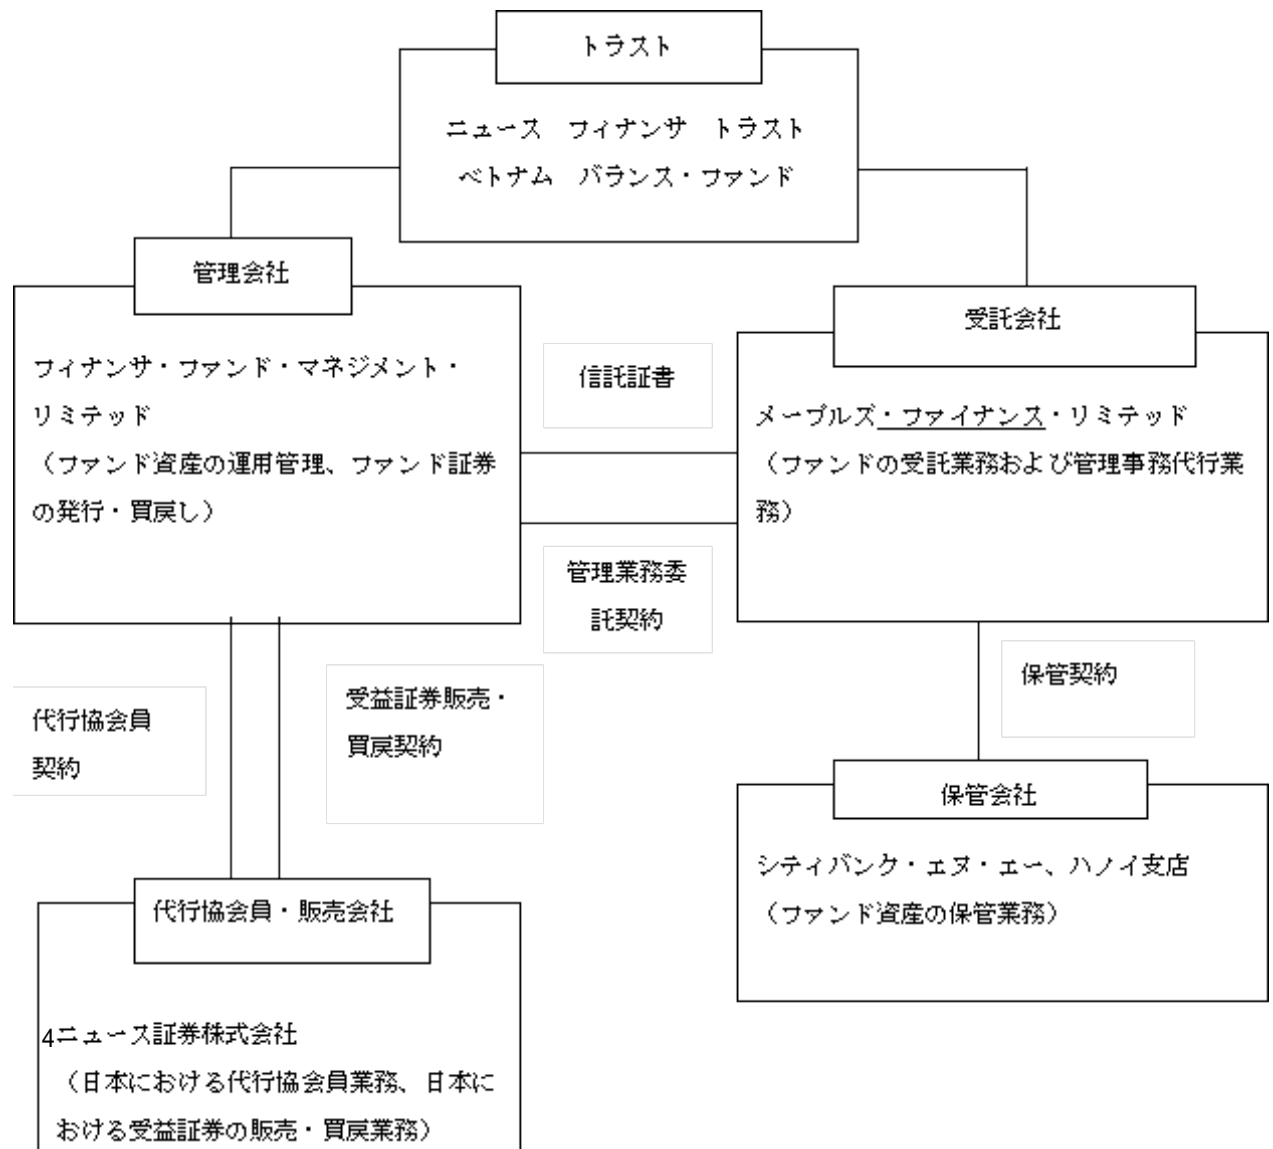 トラスト
ニュース　フィナンサ　トラスト
ベトナム　バランス・ファンド
管理会社
フィナンサ・ファンド・マネジメント・
リミテッド
（ファンド資産の運用管理、ファンド証券
の発行・買戻し）
信託証書
管理業務委
託契約
受託会社
メープルズ・ファイナンス・リミテッド
（ファンドの受託業務および管理事務代行業
務）
代行協会員
契約
受益証券販売・
買戻契約
保管契約
保管会社
シティバンク・エヌ・エー、ハノイ支店
（ファンド資産の保管業務）
代行協会員・販売会社
4ニュース証券株式会社
（日本における代行協会員業務、日本に
おける受益証券の販売・買戻業務）